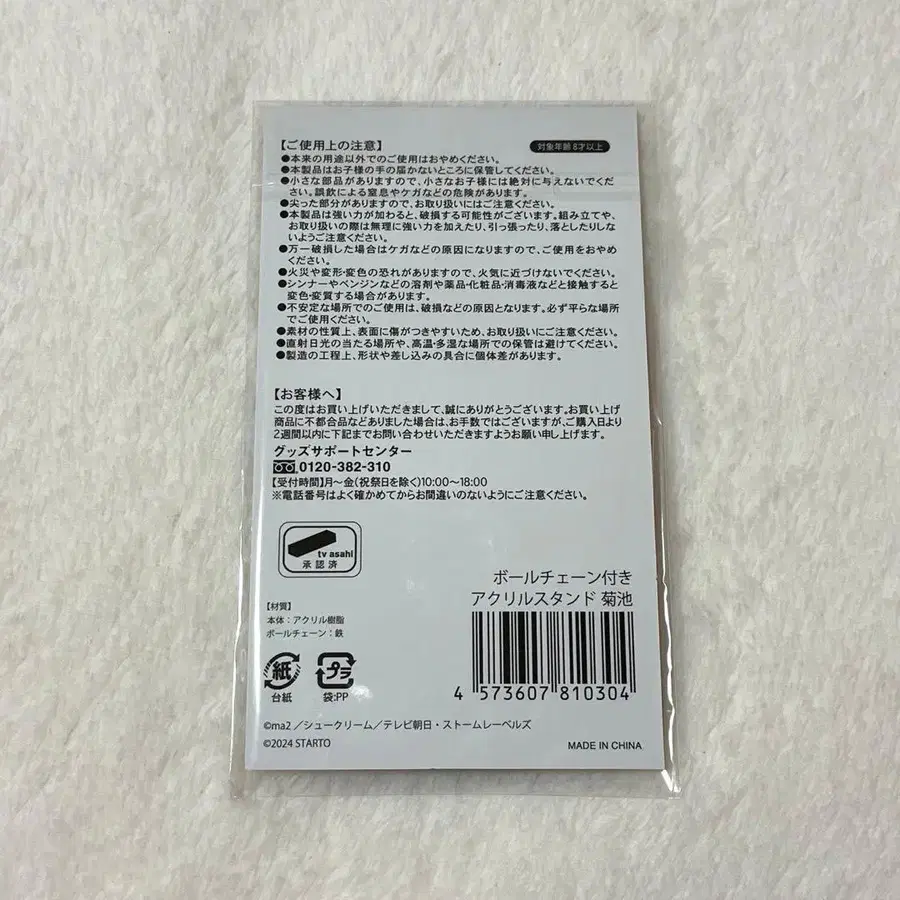 【ご使用上の注意】
対象年齢 8才以上
●本来の用途以外でのご使用はおやめください。
●本製品はお子様の手の届かないところに保管してください。
●小さな部品がありますので、小さなお子様には絶対に与えないでくだ
さい。誤飲による窒息やケガなどの危険があります。
●尖った部分がありますので、お取り扱いにはご注意ください。
●本製品は強い力が加わると、破損する可能性がございます。組み立てや、
お取り扱いの際は無理に強い力を加えたり、引っ張ったり、落としたりしな
いようご注意ください。
●万一破損した場合はケガなどの原因になりますので、ご使用をおやめ
ください。
●火災や変形・変色の恐れがありますので、火気に近づけないでください。
●シンナーやベンジンなどの溶剤や薬品・化粧品・消毒液などと接触すると
変色・変質する場合があります。
●不安定な場所でのご使用は、破損などの原因となります。必ず平らな場所
でご使用ください。
●素材の性質上、表面に傷がつきやすいため、お取り扱いにご注意ください。
●直射日光の当たる場所や、高温・多湿な場所での保管は避けてください。
●製造の工程上、形状や差し込みの具合に個体差があります。
【お客様へ】
この度はお買い上げいただきまして、誠にありがとうございます。お買い上げ
商品に不都合品などありました場合は、お手数ではございますが、ご購入日より
2週間以内に下記までお問い合わせいただきますようお願い申し上げます。
グッズサポートセンター
0120-382-310
【受付時間】月～金(祝祭日を除く)10:00～18:00
※電話番号はよく確かめてからお間違いのないようにご注意ください。
tv asahi
承認済
ボールチェーン付き
アクリルスタンド 菊池
【材質】
本体：アクリル樹脂
ボールチェーン：鉄
紙
台紙
プラ
袋:PP
4 573607 810304
©ma2／シュークリーム／テレビ朝日・ストームレーベルズ
©2024 STARTO
MADE IN CHINA